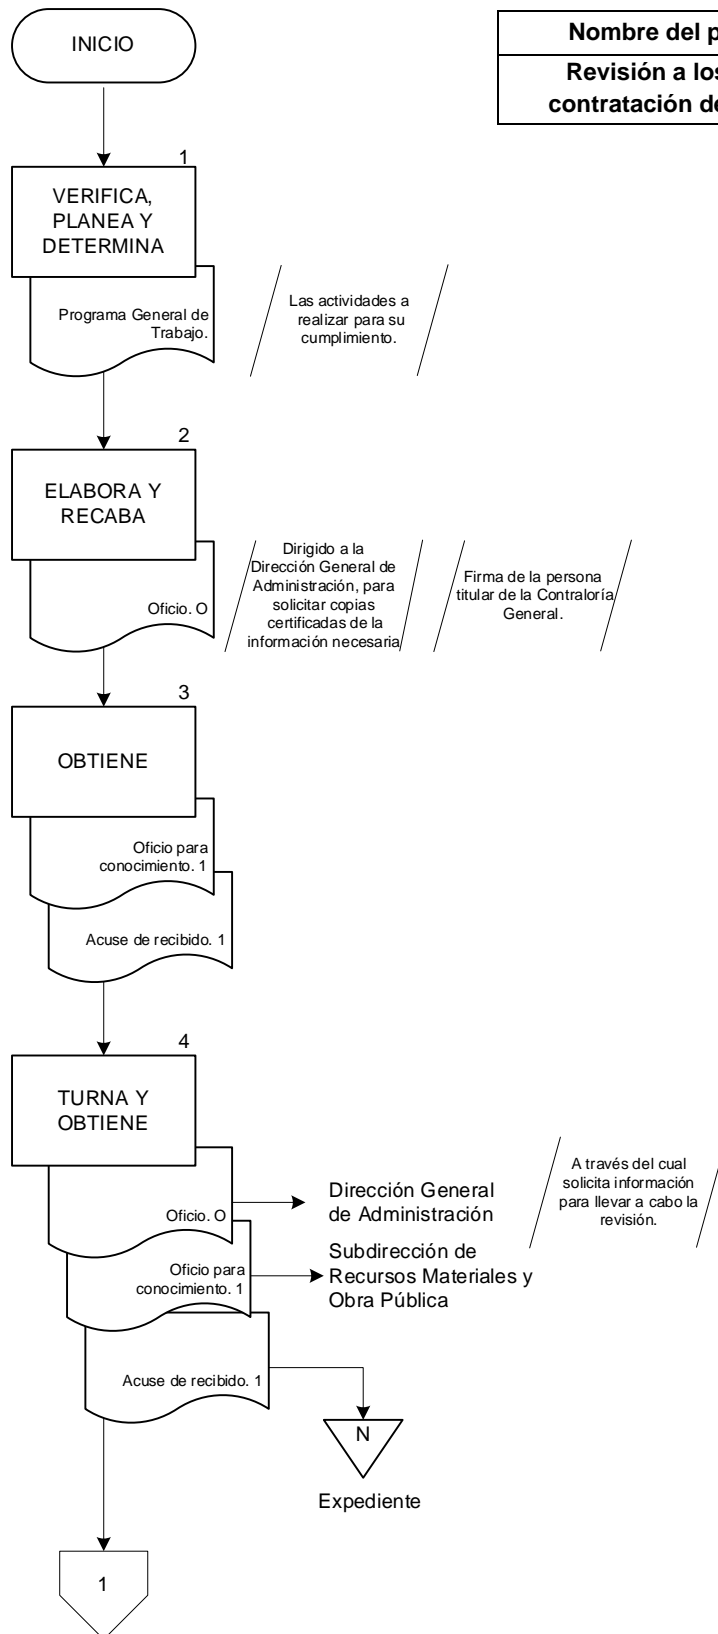 INICIO
Nombre del p
Revisión a los
contratación de
1
VERIFICA,
PLANEA Y
DETERMINA
Programa General de
Trabajo.
Las actividades a
realizar para su
cumplimiento.
2
ELABORA Y
RECABA
Oficio. O
Dirigido a la
Dirección General de
Administración, para
solicitar copias
certificadas de la
información necesaria
Firma de la persona
titular de la Contraloría
General.
3
OBTIENE
Oficio para
conocimiento. 1
Acuse de recibido. 1
4
TURNA Y
OBTIENE
Oficio. O
Dirección General
de Administración
A través del cual
solicita información
para llevar a cabo la
revisión.
Oficio para
conocimiento. 1
Subdirección de
Recursos Materiales y
Obra Pública
Acuse de recibido. 1
N
Expediente
1